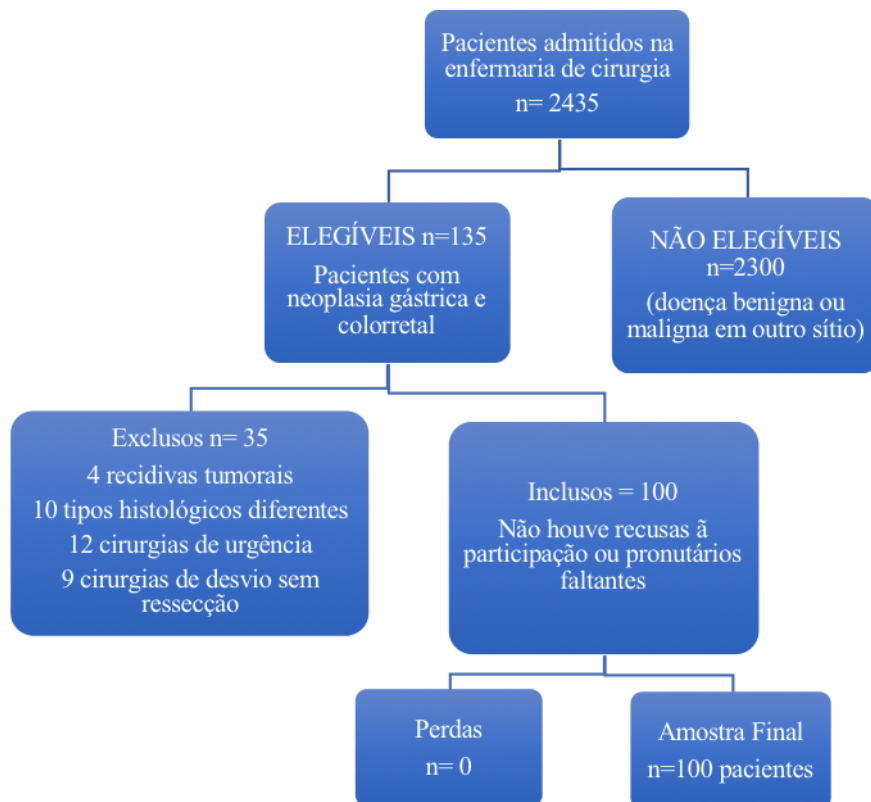 Pacientes admitidos na
enfermaria de cirurgia
n= 2435
ELEGÍVEIS n=135
Pacientes com
neoplasia gástrica e
colorretal
NÃO ELEGÍVEIS
n=2300
(doença benigna ou
maligna em outro sítio)
Exclusos n= 35
4 recidivas tumorais
10 tipos histológicos diferentes
12 cirurgias de urgência
9 cirurgias de desvio sem
ressecção
Inclusos = 100
Não houve recusas ã
participação ou pronutários
faltantes
Perdas
n= 0
Amostra Final
n=100 pacientes